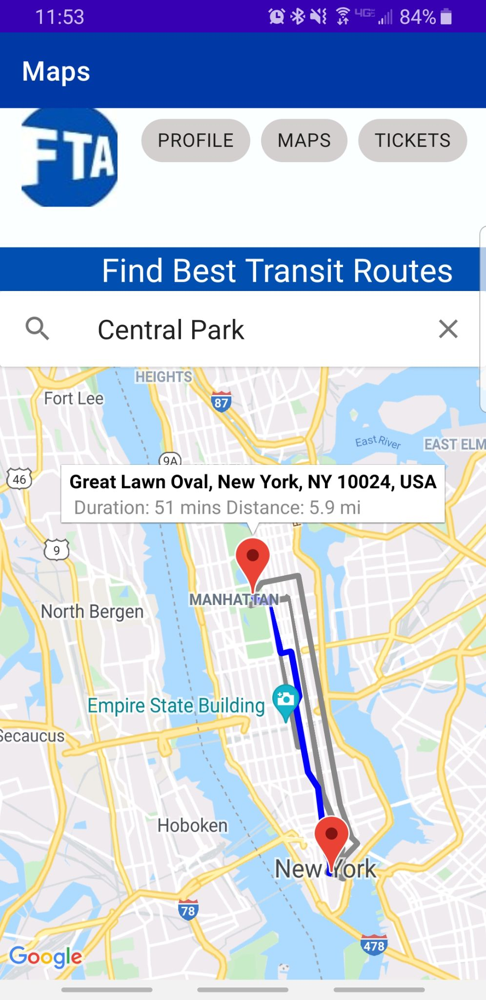 11:53
4G LTE
84%
Maps
FTA
PROFILE
MAPS
TICKETS
Find Best Transit Routes
Central Park
HEIGHTS
Fort Lee
87
East River
EAST ELM
9A
46
Great Lawn Oval, New York, NY 10024, USA
Duration: 51 mins Distance: 5.9 mi
9
MANHATTAN
North Bergen
Empire State Building
Secaucus
Hoboken
New York
78
478
Google